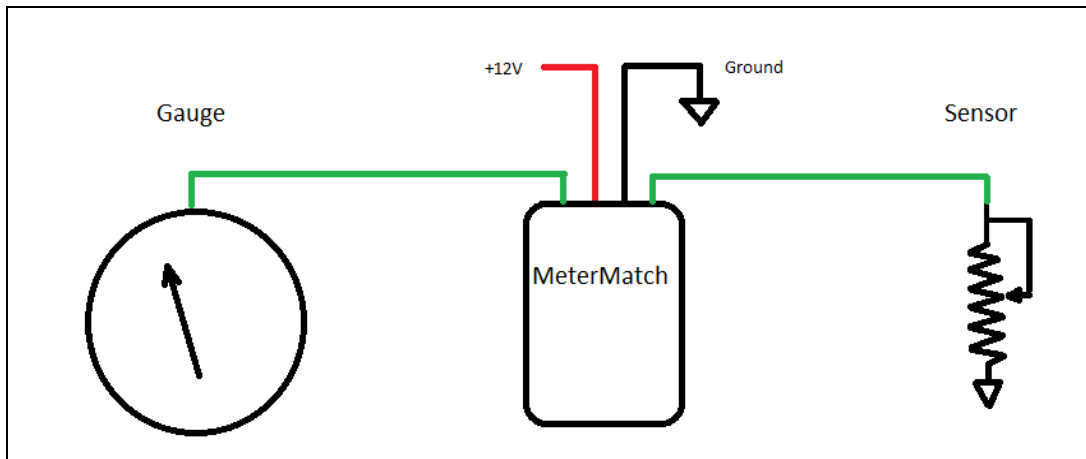 +12V
Ground
Gauge
Sensor
MeterMatch